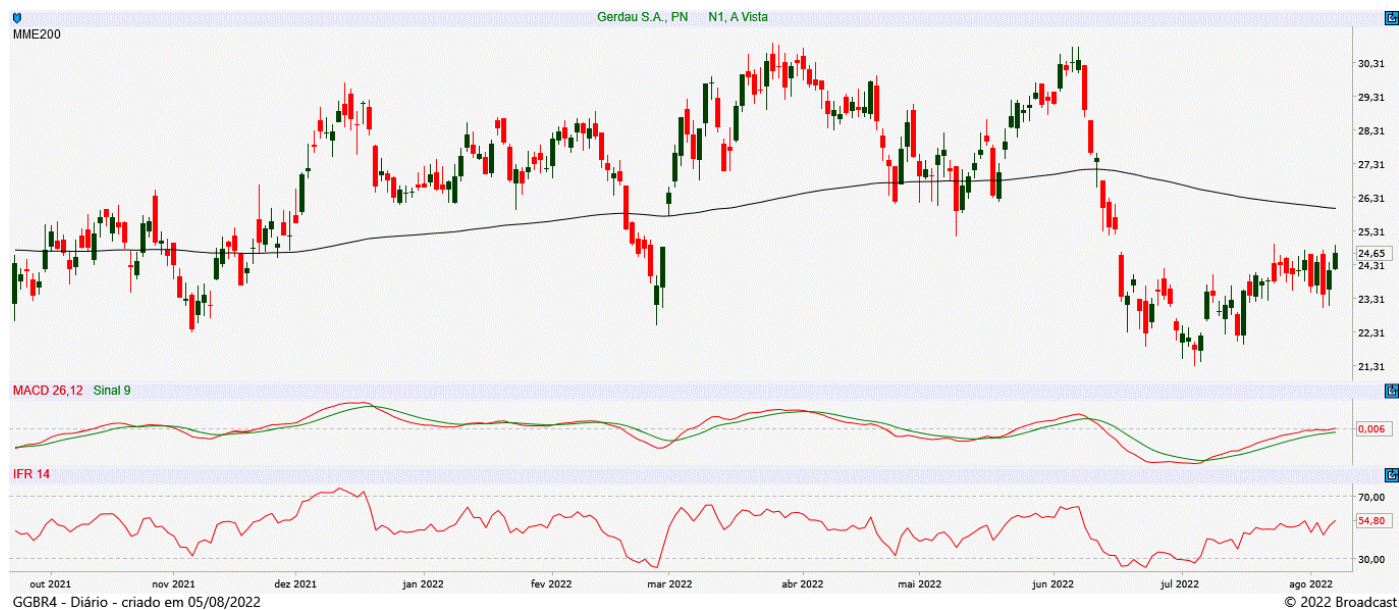 Gerdau S.A., PN N1, A Vista
MME200
30,31
29,31
28,31
27,31
26,31
25,31
24,65
24,31
23,31
22,31
21,31
MACD 26,12 Sinal 9
0,006
IFR 14
70,00
54,80
30,00
out 2021 nov 2021 dez 2021 jan 2022 fev 2022 mar 2022 abr 2022 mai 2022 jun 2022 jul 2022 ago 2022
GGBR4 - Diário - criado em 05/08/2022 © 2022 Broadcast